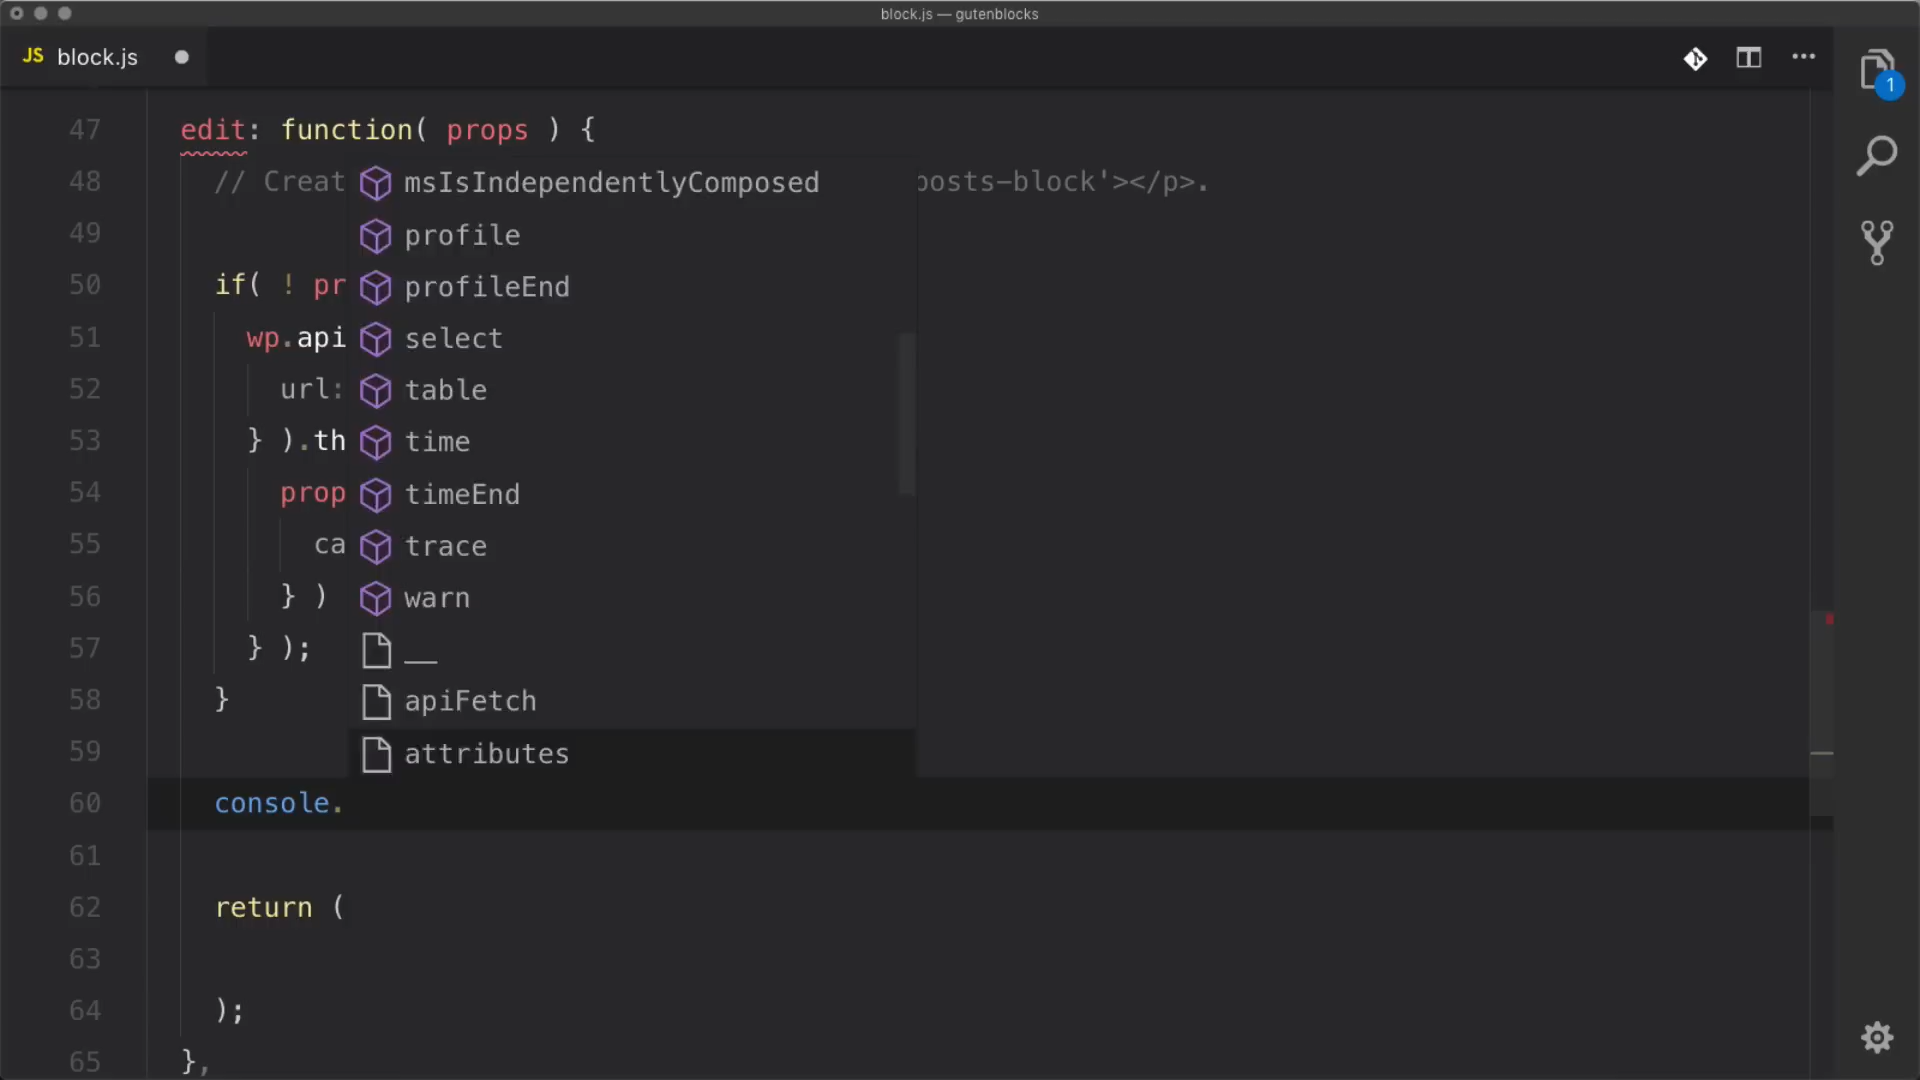 block.js — gutenblocks
JS block.js
1
47 edit: function( props ) {
48 // Creat posts-block'></p>.
msIsIndependentlyComposed
49
profile
50 if( ! pr
profileEnd
51 wp.api
select
52 url:
table
53 } ).th
time
54 prop
timeEnd
55 ca
trace
56 } )
warn
57 } );
__
58 }
apiFetch
59
attributes
60 console.
61
62 return (
63
64 );
65 },